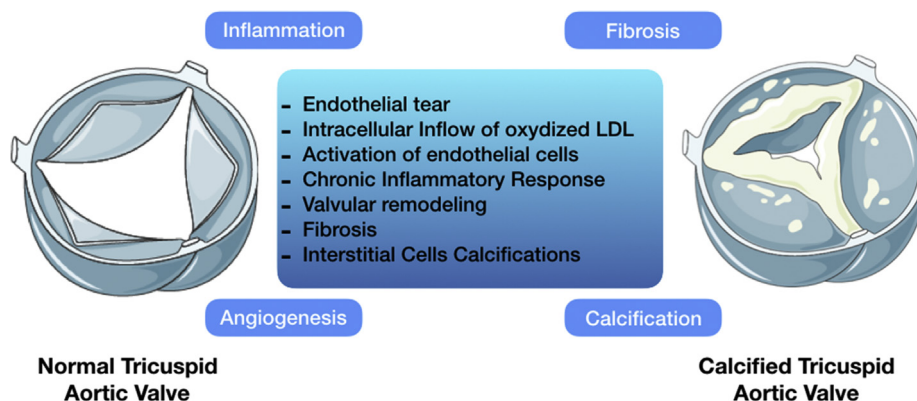 Inflammation
Fibrosis
- Endothelial tear
- Intracellular Inflow of oxydized LDL
- Activation of endothelial cells
- Chronic Inflammatory Response
- Valvular remodeling
- Fibrosis
- Interstitial Cells Calcifications
Angiogenesis
Calcification
Normal Tricuspid
Aortic Valve
Calcified Tricuspid
Aortic Valve